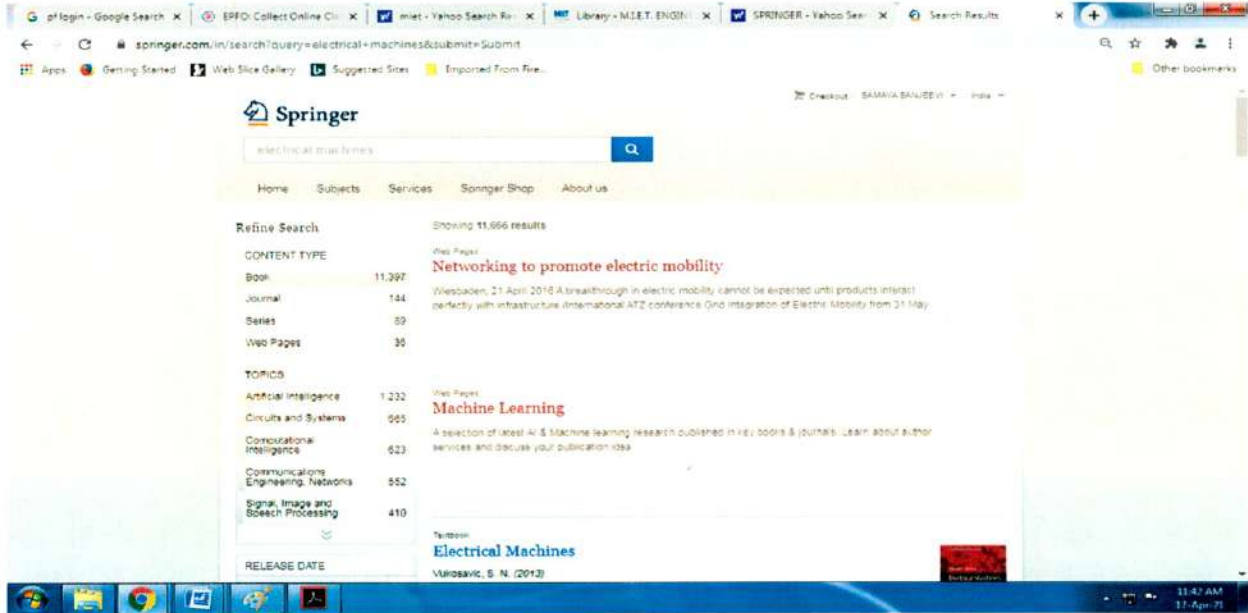 pf login - Google Search
EPFO: Collect Online Cl
miet - Yahoo Search Re
Library - M.I.E.T. ENGIN
SPRINGER - Yahoo Sear
Search Results
springer.com/in/search?query=electrical+machines&submit=Submit
Apps
Getting Started
Web Slice Gallery
Suggested Sites
Imported From Fire...
Other bookmarks
Checkout
SAMAYA SANJEEVI
India
Springer
electrical machines
Home
Subjects
Services
Springer Shop
About us
Refine Search
CONTENT TYPE
Book 11,397
Journal 144
Series 89
Web Pages 36
TOPICS
Artificial Intelligence 1,232
Circuits and Systems 665
Computational
Intelligence 623
Communications
Engineering, Networks 552
Signal, Image and
Speech Processing 410
RELEASE DATE
Showing 11,666 results
Web Pages
Networking to promote electric mobility
Wiesbaden, 21 April 2016 A breakthrough in electric mobility cannot be expected until products interact
perfectly with infrastructure /International ATZ conference Grid Integration of Electric Mobility from 31 May
Web Pages
Machine Learning
A selection of latest AI & Machine learning research published in key books & journals. Learn about author
services and discuss your publication idea
Textbook
Electrical Machines
Vukosavic, S. N. (2013)
11:42 AM
17-Apr-21